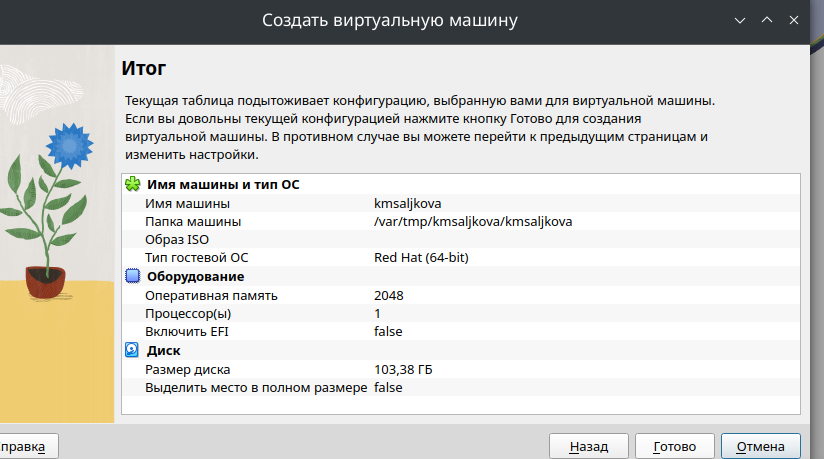 Создать виртуальную машину
Итог
Текущая таблица подытоживает конфигурацию, выбранную вами для виртуальной машины.
Если вы довольны текущей конфигурацией нажмите кнопку Готово для создания
виртуальной машины. В противном случае вы можете перейти к предыдущим страницам и
изменить настройки.
Имя машины и тип ОС
Имя машины kmsaljkova
Папка машины /var/tmp/kmsaljkova/kmsaljkova
Образ ISO
Тип гостевой ОС Red Hat (64-bit)
Оборудование
Оперативная память 2048
Процессор(ы) 1
Включить EFI false
Диск
Размер диска 103,38 ГБ
Выделить место в полном размере false
правка Назад Готово Отмена